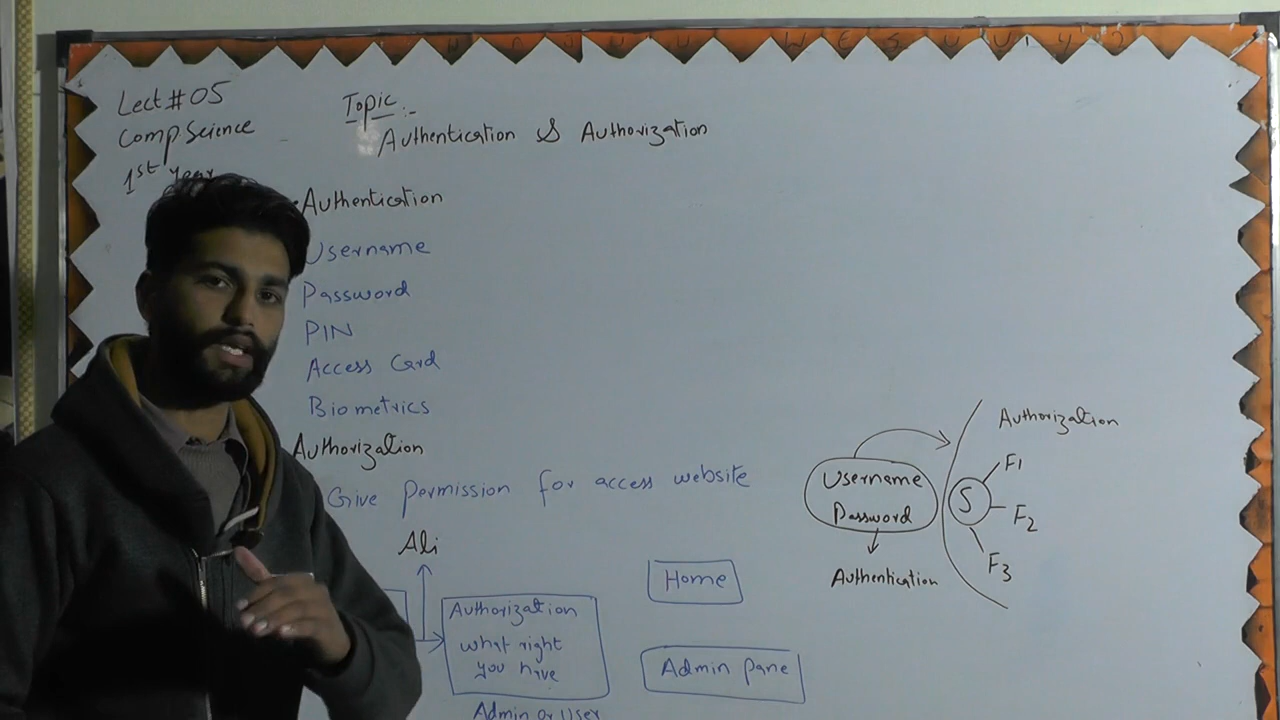 Lect # 05
Comp Science
1st Year
Topic:-
Authentication & Authorization
Authentication
Username
Password
PIN
Access Card
Biometrics
Authorization
Give Permission for access website
Ali
Authorization
what right
you have
Admin or User
Home
Admin pane
Username
Password
Authentication
Authorization
S
F1
F2
F3